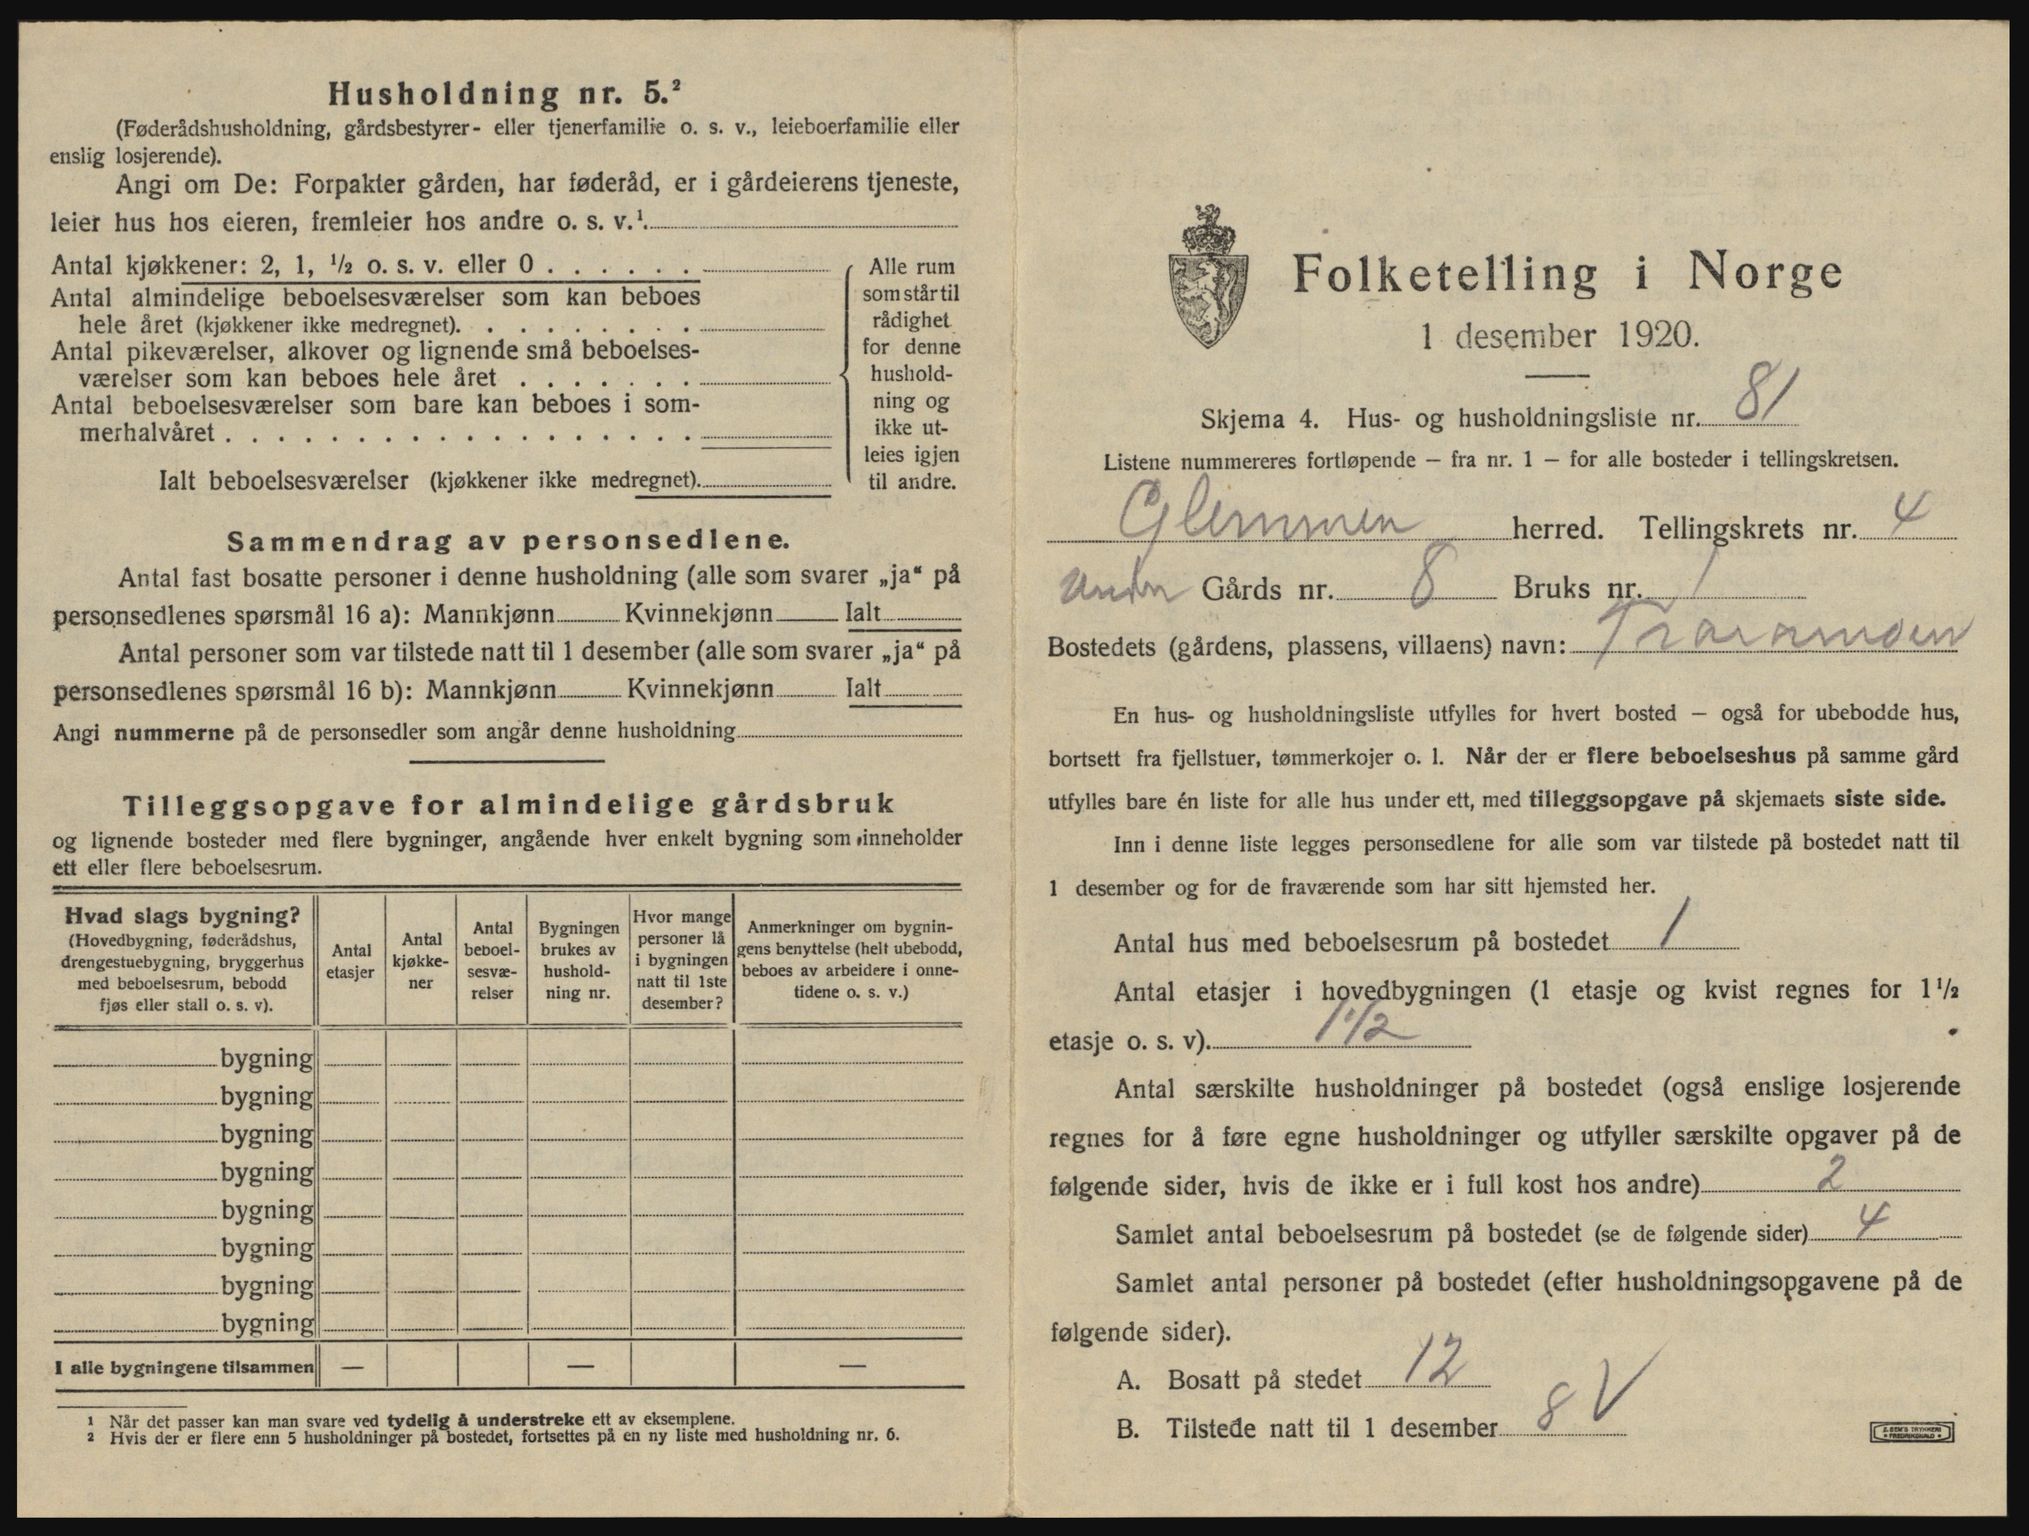 Husholdning nr. 5.²
(Føderådshusholdning, gårdsbestyrer- eller tjenerfamilie o. s. v., leieboerfamilie eller
enslig losjerende).
Angi om De: Forpakter gården, har føderåd, er i gårdeierens tjeneste,
leier hus hos eieren, fremleier hos andre o. s. v.¹.
Antal kjøkkener: 2, 1, ½ o. s. v. eller 0 . . . . . .
Antal almindelige beboelsesværelser som kan beboes
hele året (kjøkkener ikke medregnet). . . . . . . . .
Antal pikeværelser, alkover og lignende små beboelses-
værelser som kan beboes hele året . . . . . . .
Antal beboelsesværelser som bare kan beboes i som-
merhalvåret . . . . . . . . . . . . . . . . . .
Ialt beboelsesværelser (kjøkkener ikke medregnet).
Alle rum
som står til
rådighet
for denne
hushold-
ning og
ikke ut-
leies igjen
til andre.
Sammendrag av personsedlene.
Antal fast bosatte personer i denne husholdning (alle som svarer „ja“ på
personsedlenes spørsmål 16 a): Mannkjønn Kvinnekjønn Ialt
Antal personer som var tilstede natt til 1 desember (alle som svarer „ja“ på
personsedlenes spørsmål 16 b): Mannkjønn Kvinnekjønn Ialt
Angi nummerne på de personsedler som angår denne husholdning
Tilleggsopgave for almindelige gårdsbruk
og lignende bosteder med flere bygninger, angående hver enkelt bygning som inneholder
ett eller flere beboelsesrum.
Hvad slags bygning?
(Hovedbygning, føderådshus,
drengestuebygning, bryggerhus
med beboelsesrum, bebodd
fjøs eller stall o. s. v).
Antal
etasjer
Antal
kjøkke-
ner
Antal
beboel-
sesvæ-
relser
Bygningen
brukes av
hushold-
ning nr.
Hvor mange
personer lå
i bygningen
natt til 1ste
desember?
Anmerkninger om bygnin-
gens benyttelse (helt ubebodd,
beboes av arbeidere i onne-
tidene o. s. v.)
bygning
bygning
bygning
bygning
bygning
bygning
bygning
bygning
I alle bygningene tilsammen — — —
¹ Når det passer kan man svare ved tydelig å understreke ett av eksemplene.
² Hvis der er flere enn 5 husholdninger på bostedet, fortsettes på en ny liste med husholdning nr. 6.
Folketelling i Norge
1 desember 1920.
Skjema 4. Hus- og husholdningsliste nr. 81
Listene nummereres fortløpende – fra nr. 1 – for alle bosteder i tellingskretsen.
Glemmen herred. Tellingskrets nr. 4
Under Gårds nr. 8 Bruks nr. 1
Bostedets (gårdens, plassens, villaens) navn:
En hus- og husholdningsliste utfylles for hvert bosted – også for ubebodde hus,
bortsett fra fjellstuer, tømmerkojer o. l. Når der er flere beboelseshus på samme gård
utfylles bare én liste for alle hus under ett, med tilleggsopgave på skjemaets siste side.
Inn i denne liste legges personsedlene for alle som var tilstede på bostedet natt til
1 desember og for de fraværende som har sitt hjemsted her.
Antal hus med beboelsesrum på bostedet 1
Antal etasjer i hovedbygningen (1 etasje og kvist regnes for 1½
etasje o. s. v). 1 1/2
Antal særskilte husholdninger på bostedet (også enslige losjerende
regnes for å føre egne husholdninger og utfyller særskilte opgaver på de
følgende sider, hvis de ikke er i full kost hos andre) 2
Samlet antal beboelsesrum på bostedet (se de følgende sider) 4
Samlet antal personer på bostedet (efter husholdningsopgavene på de
følgende sider).
A. Bosatt på stedet 12
B. Tilstede natt til 1 desember 8 V